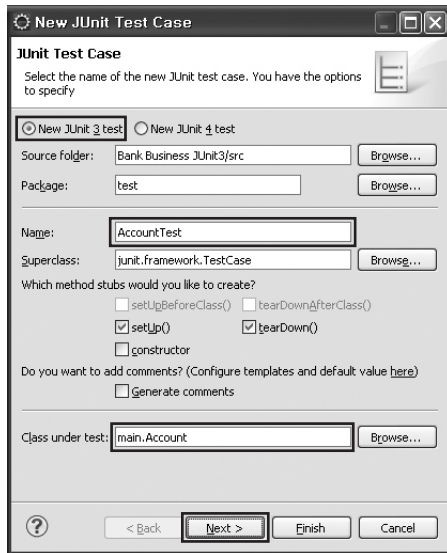 New JUnit Test Case
JUnit Test Case
Select the name of the new JUnit test case. You have the options
to specify
New JUnit 3 test New JUnit 4 test
Source folder: Bank Business JUnit3/src Browse...
Package: test Browse...
Name: AccountTest
Superclass: junit.framework.TestCase Browse...
Which method stubs would you like to create?
setUpBeforeClass() tearDownAfterClass()
setUp() tearDown()
constructor
Do you want to add comments? (Configure templates and default value here)
Generate comments
Class under test: main.Account Browse...
? < Back Next > Finish Cancel